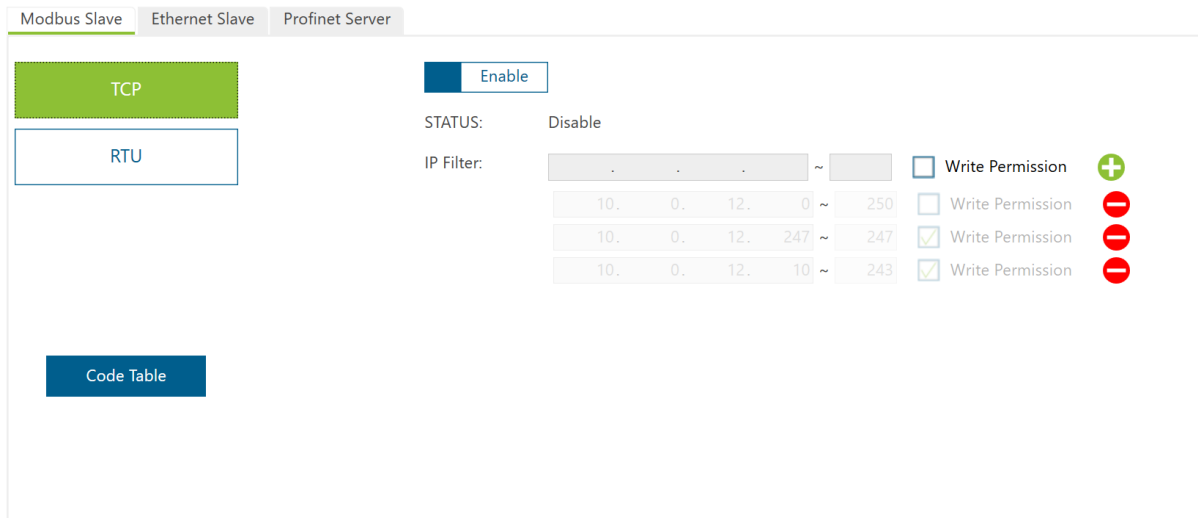 Modbus Slave Ethernet Slave Profinet Server
TCP
Enable
STATUS: Disable
RTU
IP Filter: . . . ~ Write Permission
10. 0. 12. 0 ~ 250 Write Permission
10. 0. 12. 247 ~ 247 Write Permission
10. 0. 12. 10 ~ 243 Write Permission
Code Table